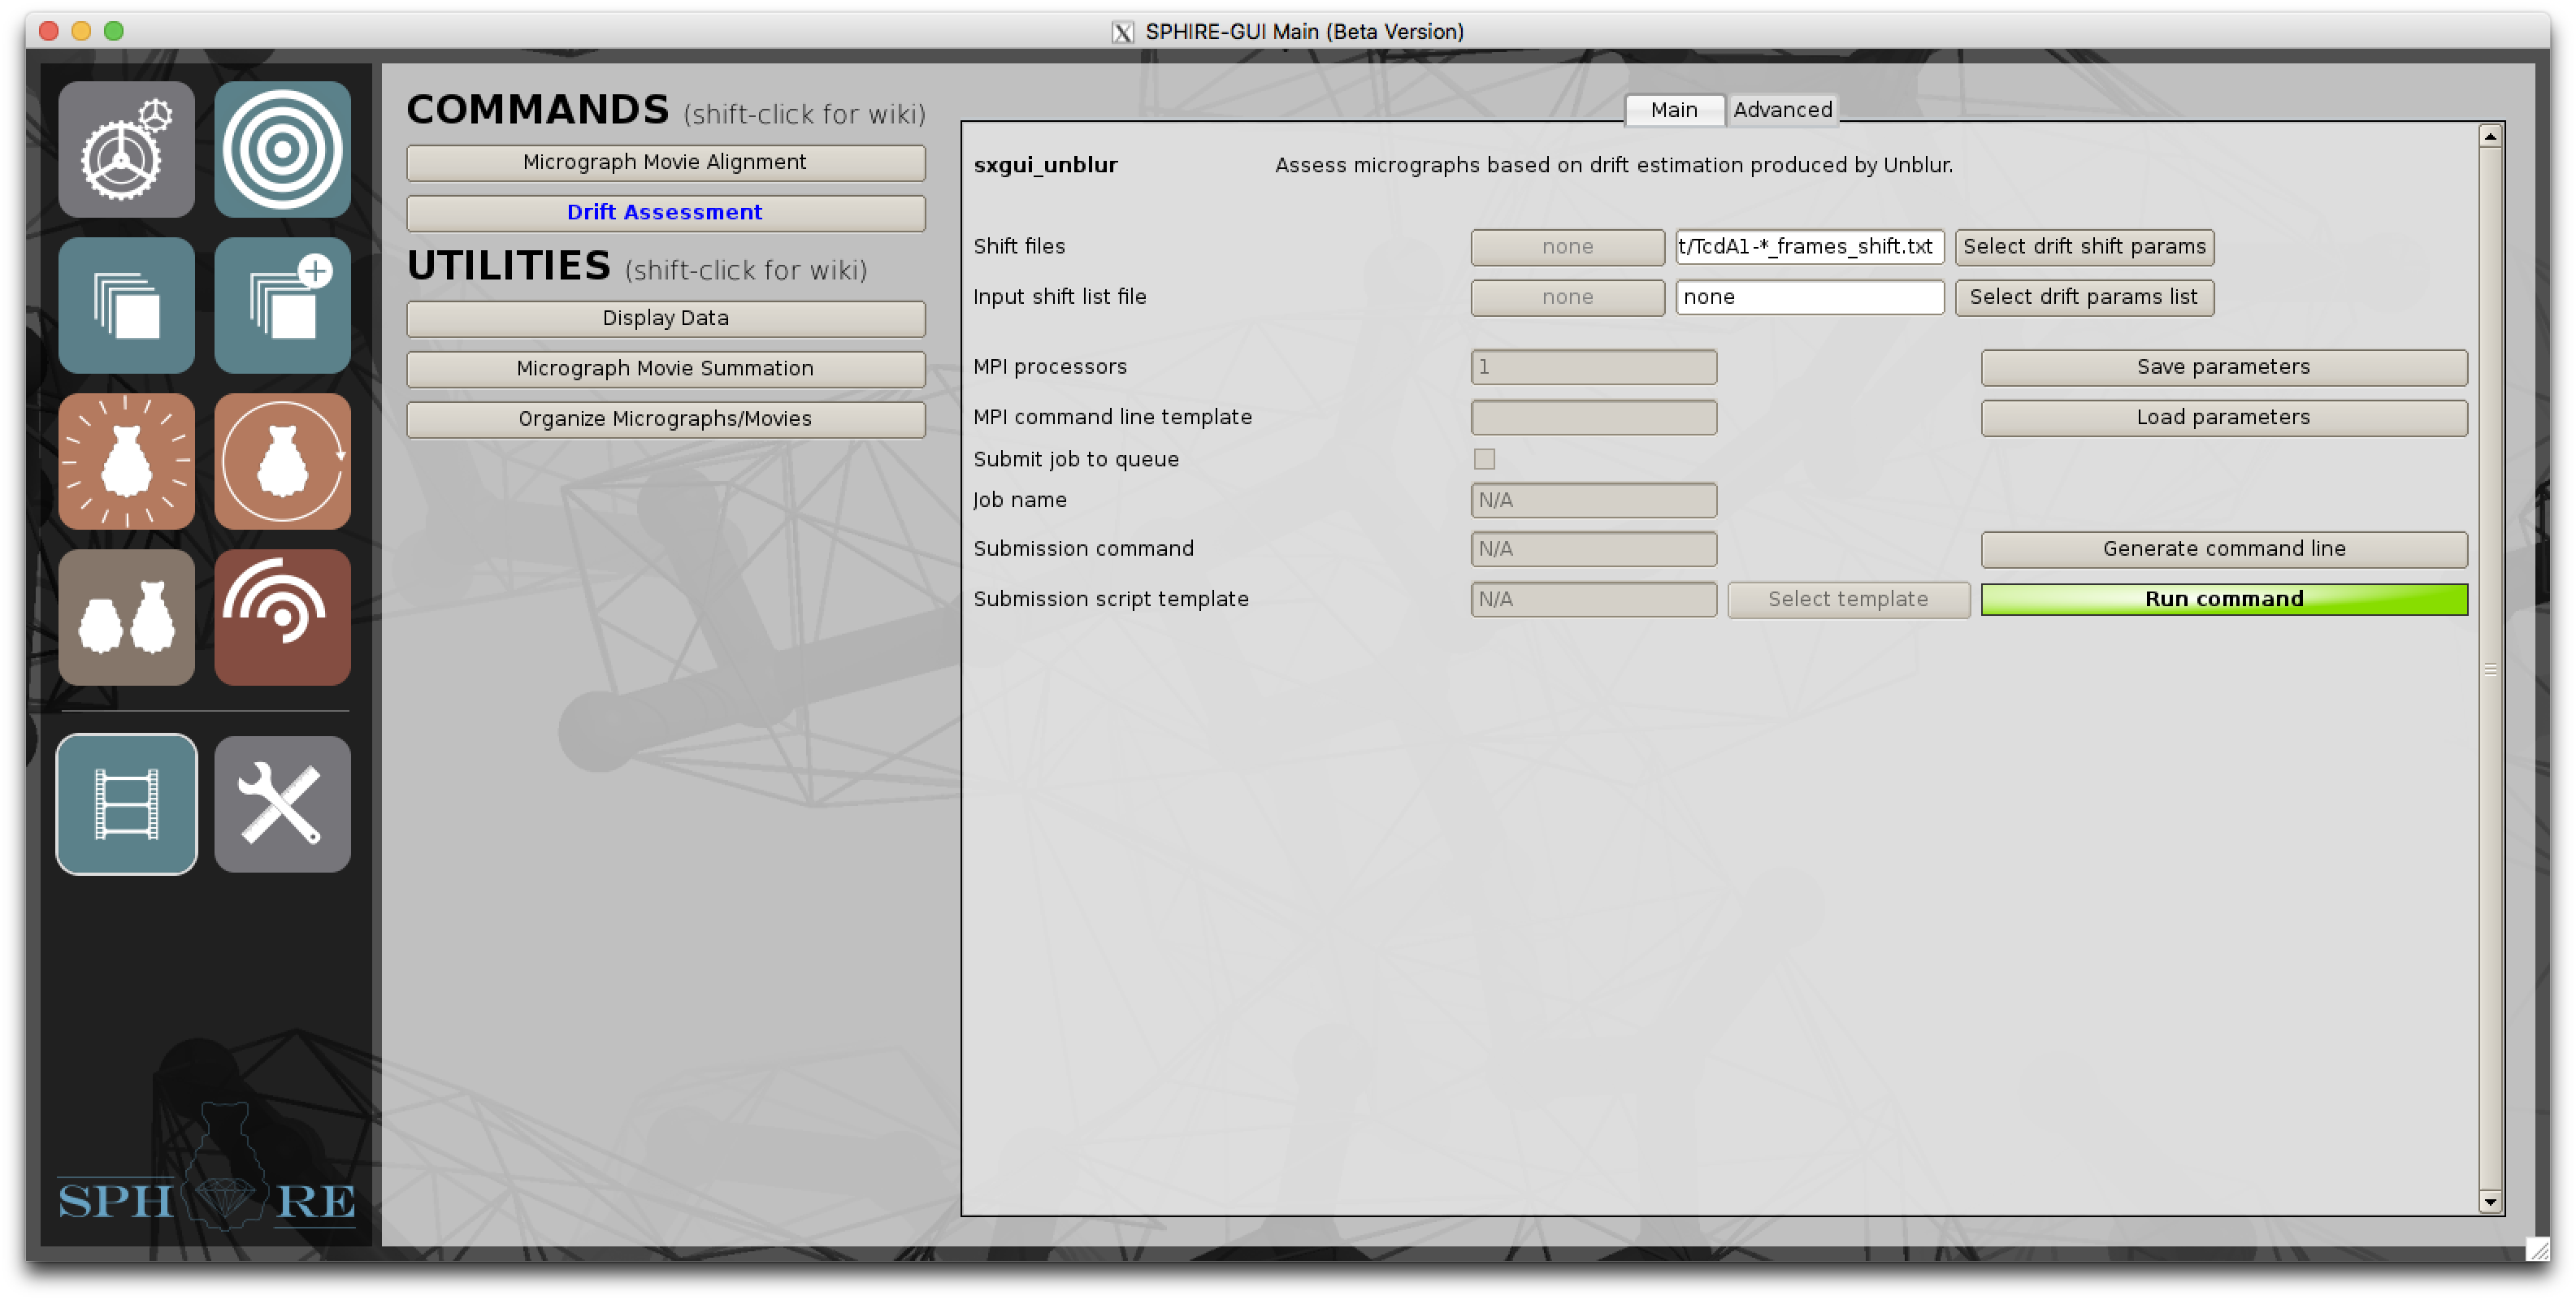 SPHIRE-GUI Main (Beta Version)
COMMANDS (shift-click for wiki)
Micrograph Movie Alignment
Drift Assessment
UTILITIES (shift-click for wiki)
Display Data
Micrograph Movie Summation
Organize Micrographs/Movies
Main Advanced
sxgui_unblur Assess micrographs based on drift estimation produced by Unblur.
Shift files none t/TcdA1-*_frames_shift.txt Select drift shift params
Input shift list file none none Select drift params list
MPI processors 1 Save parameters
MPI command line template Load parameters
Submit job to queue
Job name N/A
Submission command N/A Generate command line
Submission script template N/A Select template Run command
SPH RE